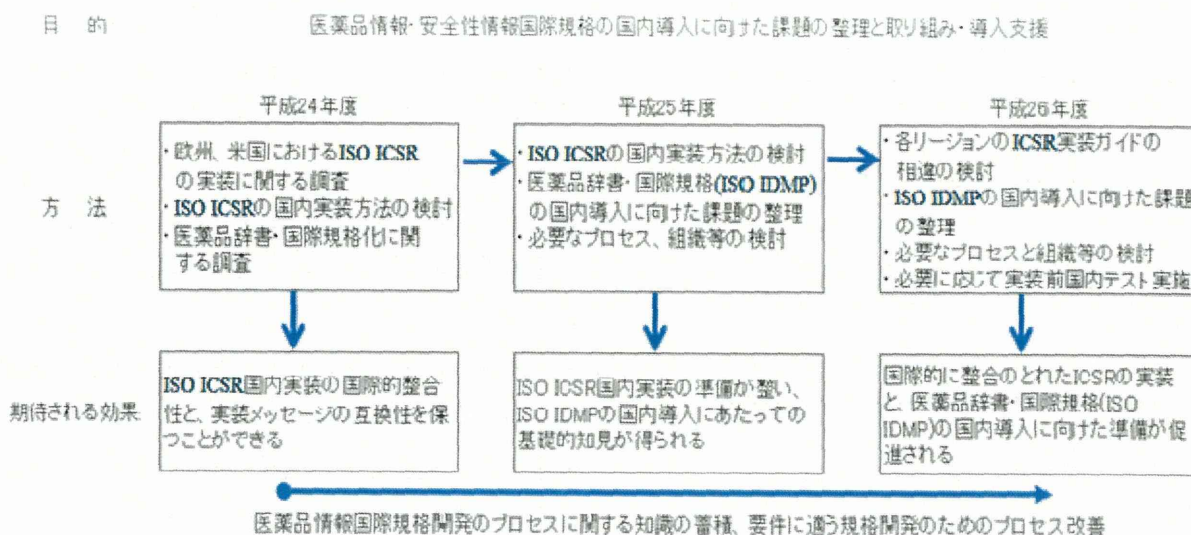 目 的
医薬品情報・安全性情報国際規格の国内導入に向けた課題の整理と取り組み・導入支援
平成24年度
平成25年度
平成26年度
方 法
・欧州、米国におけるISO ICSR
の実装に関する調査
・ISO ICSRの国内実装方法の検討
・医薬品辞書・国際規格化に関
する調査
・ISO ICSRの国内実装方法の検討
・医薬品辞書・国際規格(ISO IDMP)
の国内導入に向けた課題の整理
・必要なプロセス、組織等の検討
・各リージョンのICSR実装ガイドの
相違の検討
・ISO IDMPの国内導入に向けた課題
の整理
・必要なプロセスと組織等の検討
・必要に応じて実装前国内テスト実施
期待される効果
ISO ICSR国内実装の国際的整合
性と、実装メッセージの互換性を保
つことができる
ISO ICSR国内実装の準備が整い、
ISO IDMPの国内導入にあたっての
基礎的知見が得られる
国際的に整合のとれたICSRの実装
と、医薬品辞書・国際規格(ISO
IDMP)の国内導入に向けた準備が促
進される
医薬品情報国際規格開発のプロセスに関する知識の蓄積、要件に適う規格開発のためのプロセス改善